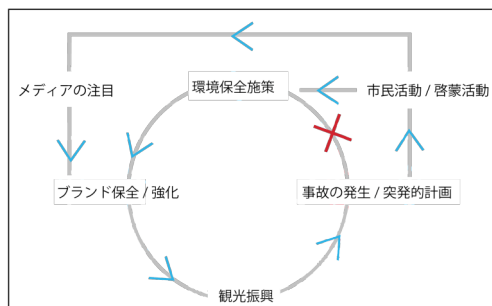 環境保全施策
メディアの注目
市民活動 / 啓蒙活動
ブランド保全 / 強化
事故の発生 / 突発的計画
観光振興